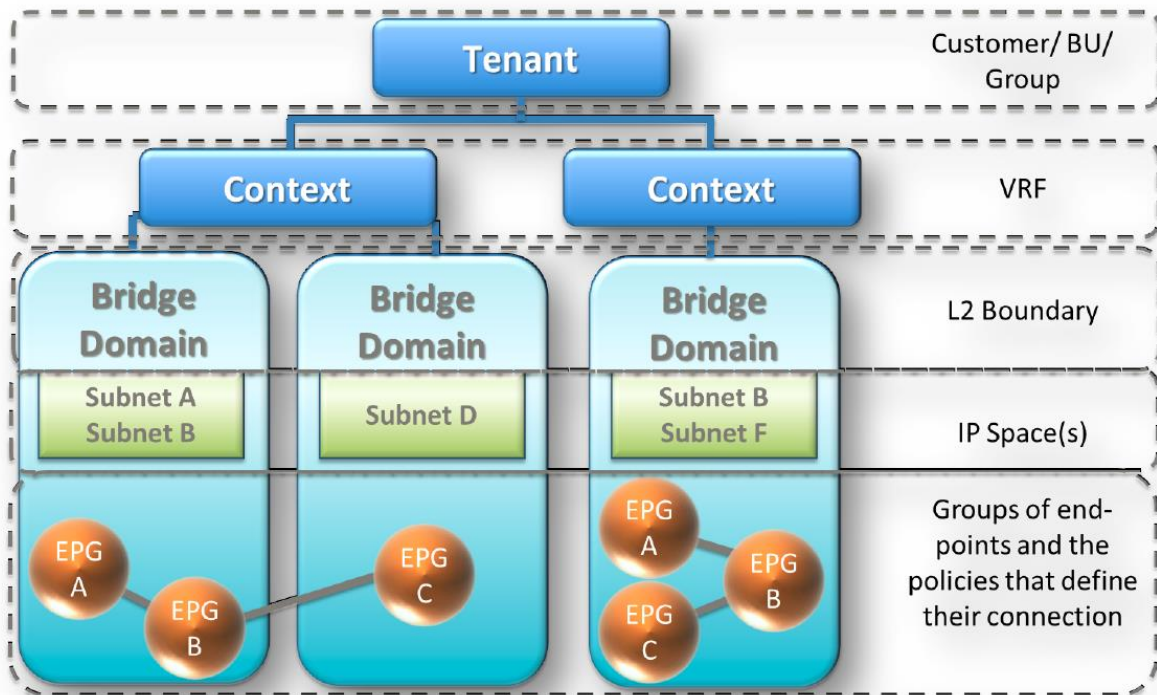 Tenant
Customer/ BU/
Group
Context
Context
VRF
Bridge
Domain
Bridge
Domain
Bridge
Domain
L2 Boundary
Subnet A
Subnet B
Subnet D
Subnet B
Subnet F
IP Space(s)
EPG
A
EPG
B
EPG
C
EPG
A
EPG
B
EPG
C
Groups of end-
points and the
policies that define
their connection